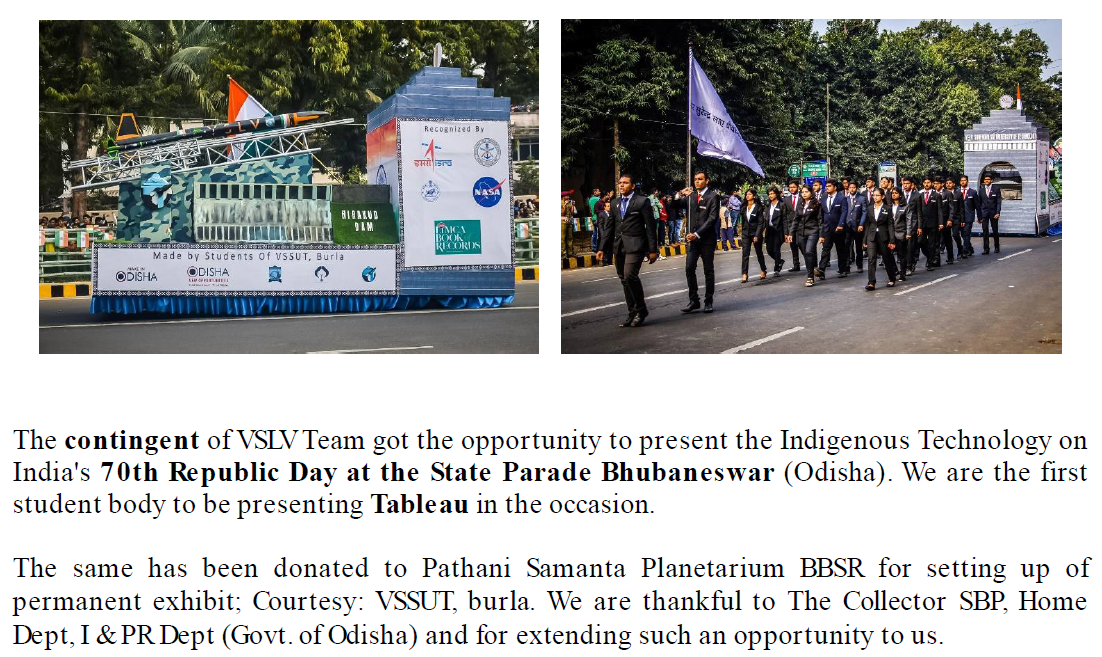 Recognized By
इसरो isro
NASA
LIMCA
BOOK
RECORDS
HIRAKUD
DAM
Made by Students Of VSSUT, Burla
MAKE IN
ODISHA
ODISHA
The contingent of VSLV Team got the opportunity to present the Indigenous Technology on
India's 70th Republic Day at the State Parade Bhubaneswar (Odisha). We are the first
student body to be presenting Tableau in the occasion.
The same has been donated to Pathani Samanta Planetarium BBSR for setting up of
permanent exhibit; Courtesy: VSSUT, burla. We are thankful to The Collector SBP, Home
Dept, I & PR Dept (Govt. of Odisha) and for extending such an opportunity to us.